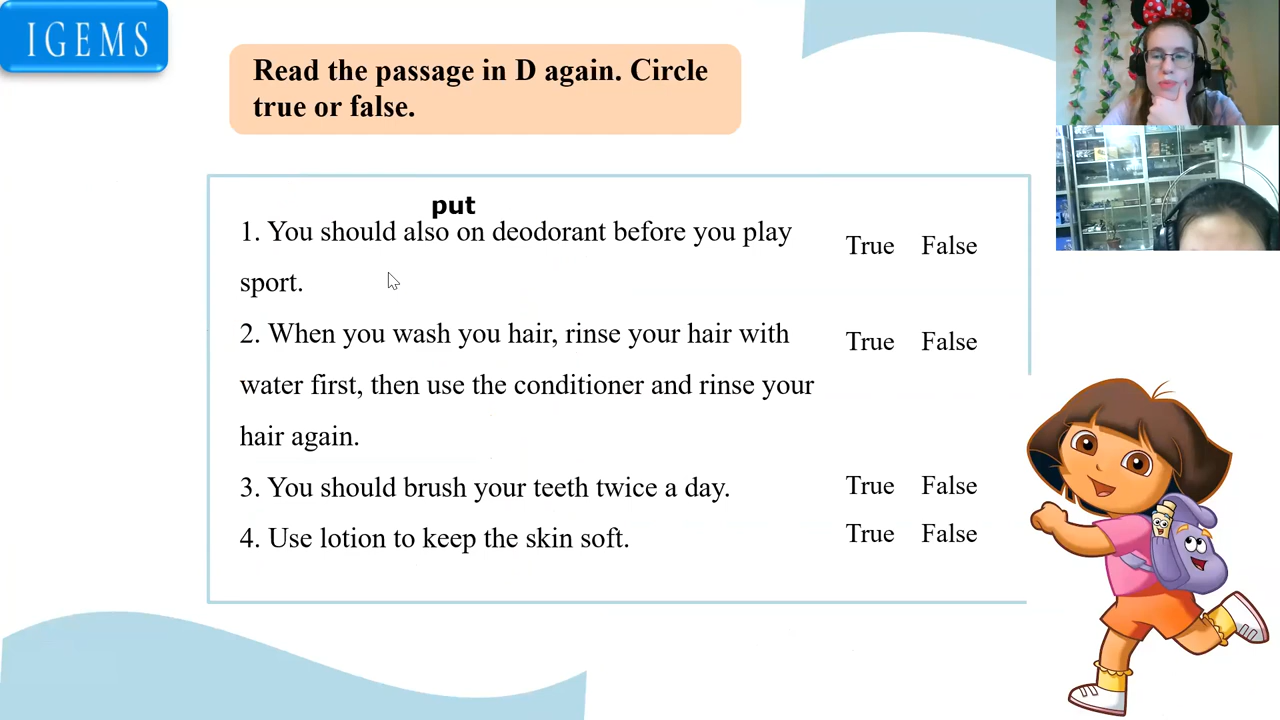 IGEMS
Read the passage in D again. Circle
true or false.
put
1. You should also on deodorant before you play
sport.
True False
2. When you wash you hair, rinse your hair with
water first, then use the conditioner and rinse your
hair again.
True False
3. You should brush your teeth twice a day.
True False
4. Use lotion to keep the skin soft.
True False